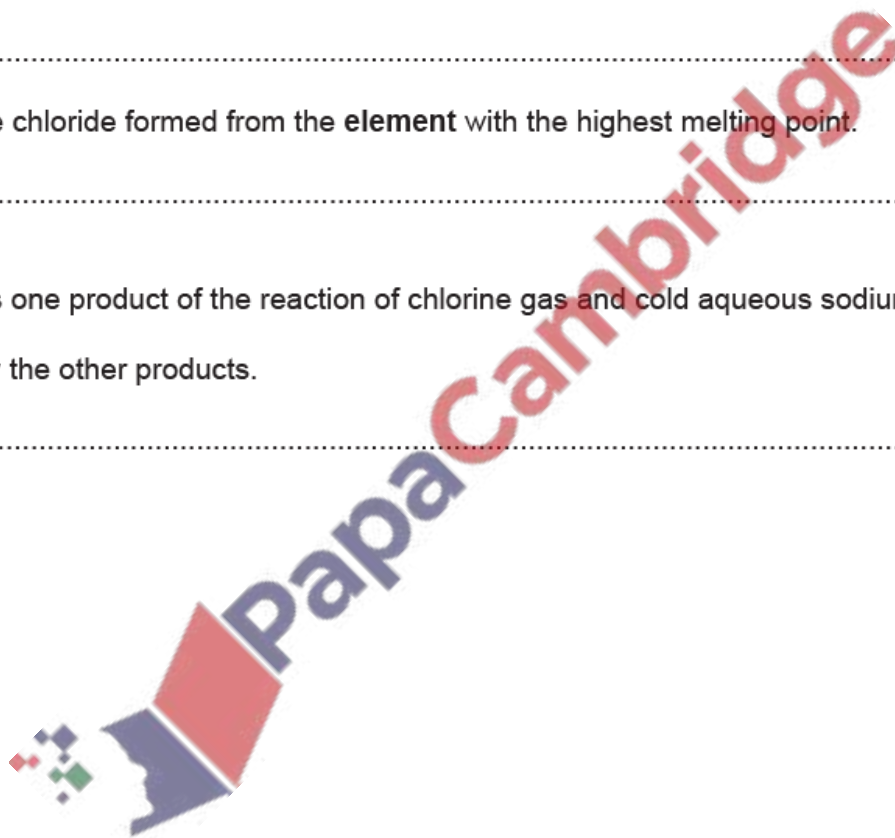 chloride formed from the element with the highest melting point.
one product of the reaction of chlorine gas and cold aqueous
the other products.
PapaCambridge